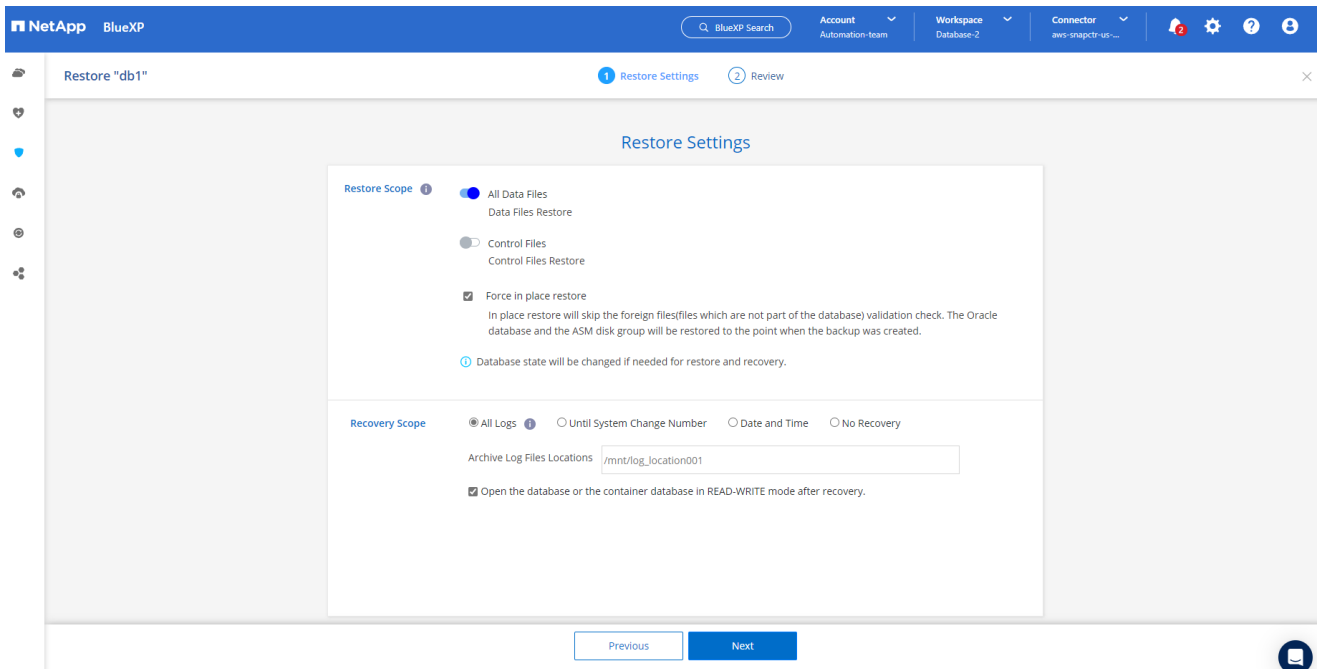 NetApp BlueXP
BlueXP Search
Account
Automation-team
Workspace
Database-2
Connector
aws-snapctr-us-...
2
Restore "db1"
1 Restore Settings
2 Review
Restore Settings
Restore Scope
All Data Files
Data Files Restore
Control Files
Control Files Restore
Force in place restore
In place restore will skip the foreign files(files which are not part of the database) validation check. The Oracle
database and the ASM disk group will be restored to the point when the backup was created.
Database state will be changed if needed for restore and recovery.
Recovery Scope
All Logs Until System Change Number Date and Time No Recovery
Archive Log Files Locations /mnt/log_location001
Open the database or the container database in READ-WRITE mode after recovery.
Previous Next